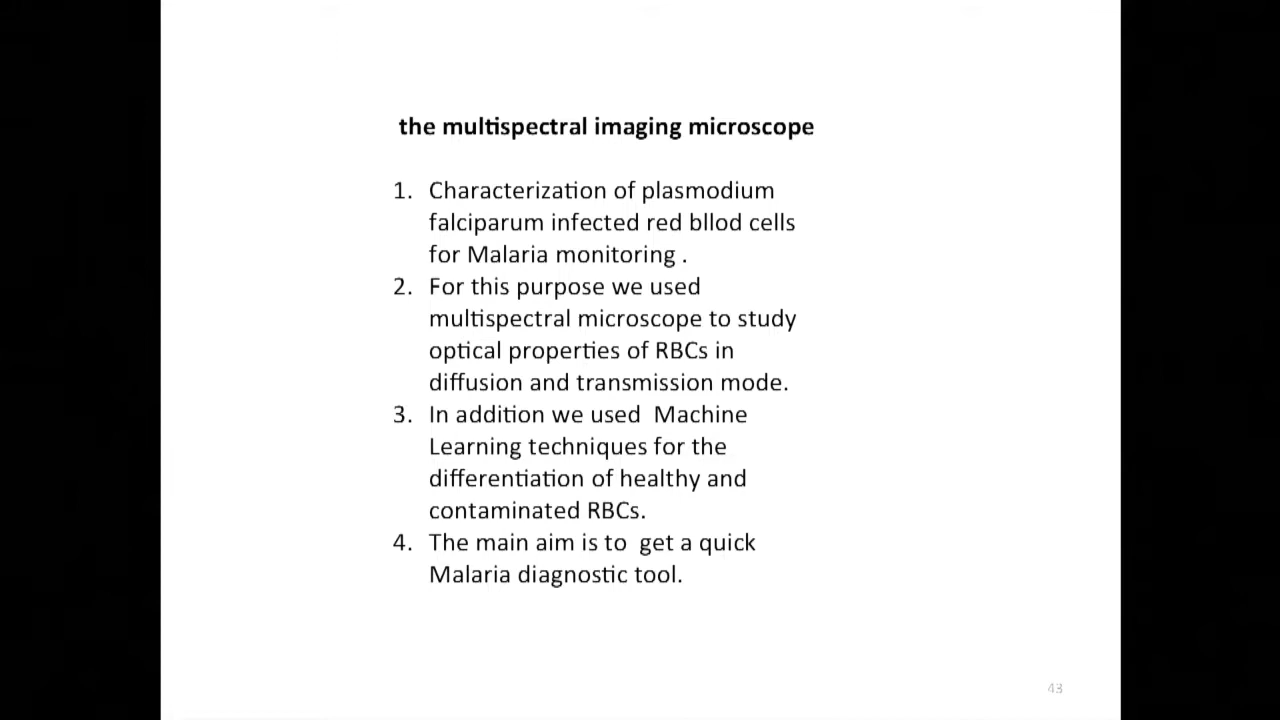 the multispectral imaging microscope
1. Characterization of plasmodium
falciparum infected red bllod cells
for Malaria monitoring .
2. For this purpose we used
multispectral microscope to study
optical properties of RBCs in
diffusion and transmission mode.
3. In addition we used  Machine
Learning techniques for the
differentiation of healthy and
contaminated RBCs.
4. The main aim is to  get a quick
Malaria diagnostic tool.
43